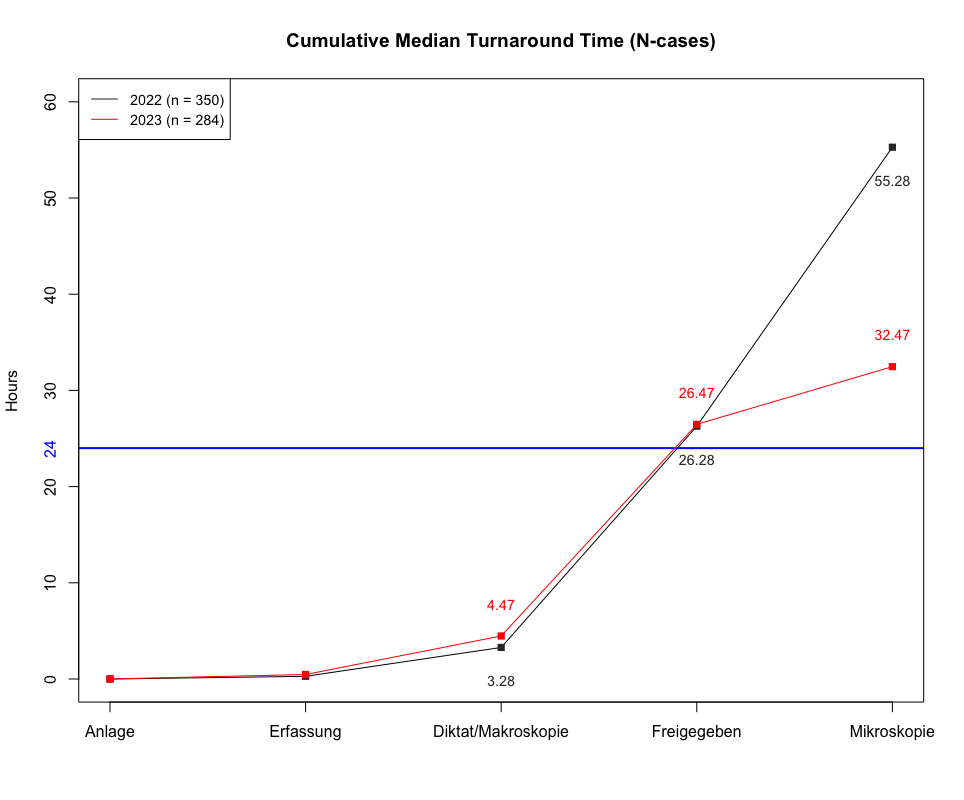 Cumulative Median Turnaround Time (N-cases)
2022 (n = 350)
2023 (n = 284)
Hours
60
50
40
30
24
20
10
0
55.28
32.47
26.47
26.28
4.47
3.28
Anlage Erfassung Diktat/Makroskopie Freigegeben Mikroskopie